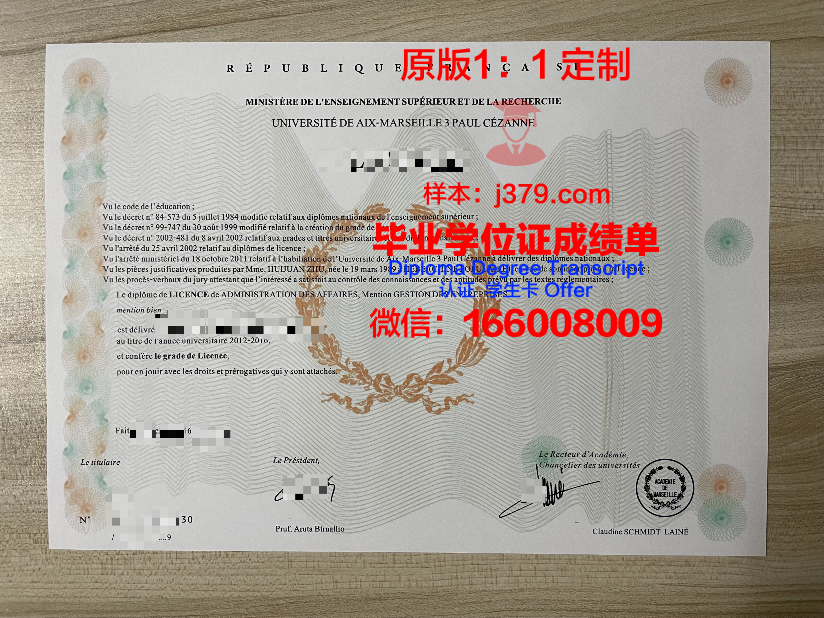 RÉPUBLIQUE FRANÇAISE
原版1：1定制
MINISTÈRE DE L'ENSEIGNEMENT SUPÉRIEUR ET DE LA RECHERCHE
UNIVERSITÉ DE AIX-MARSEILLE 3 PAUL CÉZANNE
样本：j379.com
Vu le code de l'éducation ;
Vu le décret n° 84-573 du 5 juillet 1984 modifié relatif aux diplômes nationaux de l'enseignement supérieur ;
Vu le décret n° 99-747 du 30 août 1999 modifié relatif à la création du grade de
Vu le décret n° 2002-481 du 8 avril 2002 relatif aux grades et titres universitaires
Vu l'arrêté du 25 avril 2002 relatif au diplômes de licence ;
Vu l'arrêté ministériel du 18 octobre 2011 relatif à l'habilitation de l'Université de Aix-Marseille 3 Paul Cézanne à délivrer des diplômes nationaux ;
Vu les pièces justificatives produites par Mme. HUIJUAN ZHU, née le 19 mars 1989
Vu les procès-verbaux du jury attestant que l'intéressé a satisfait au contrôle des connaissances et des aptitudes prévu par les textes réglementaires ;
毕业学位证成绩单
Diploma Degree Transcript
认证 学生卡 Offer
微信：166008009
Le diplôme de LICENCE de ADMINISTRATION DES AFFAIRES, Mention GESTION DES ENTREPRISES
mention bien
est délivré
au titre de l'année universitaire 2012-2016,
et confère le grade de Licence,
pour en jouir avec les droits et prérogatives qui y sont attachés.
Fait 16
Le titulaire
Le Président,
Le Recteur d'Académie,
Chancelier des universités
ACADEMIE
DE
MARSEILLE
N° 30
9
Prof. Aruta
Claudine SCHMIDT LAINÉ